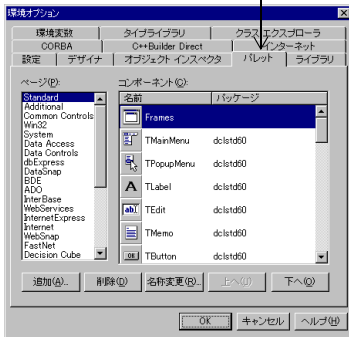 環境オプション
環境変数 タイプライブラリ クラス エクスプローラ
CORBA C++Builder Direct インターネット
設定 デザイナ オブジェクト インスペクタ パレット ライブラリ
ページ(P): コンポーネント(C):
名前 パッケージ
Standard
Additional
Common Controls
Win32
System
Data Access
Data Controls
dbExpress
DataSnap
BDE
ADO
InterBase
WebServices
InternetExpress
Internet
WebSnap
FastNet
Decision Cube
Frames
TMainMenu dclstd60
TPopupMenu dclstd60
A TLabel dclstd60
abI TEdit dclstd60
TMemo dclstd60
OK TButton dclstd60
追加(A)... 削除(D) 名称変更(R)... 上へ(U) 下へ(O)
OK キャンセル ヘルプ(H)